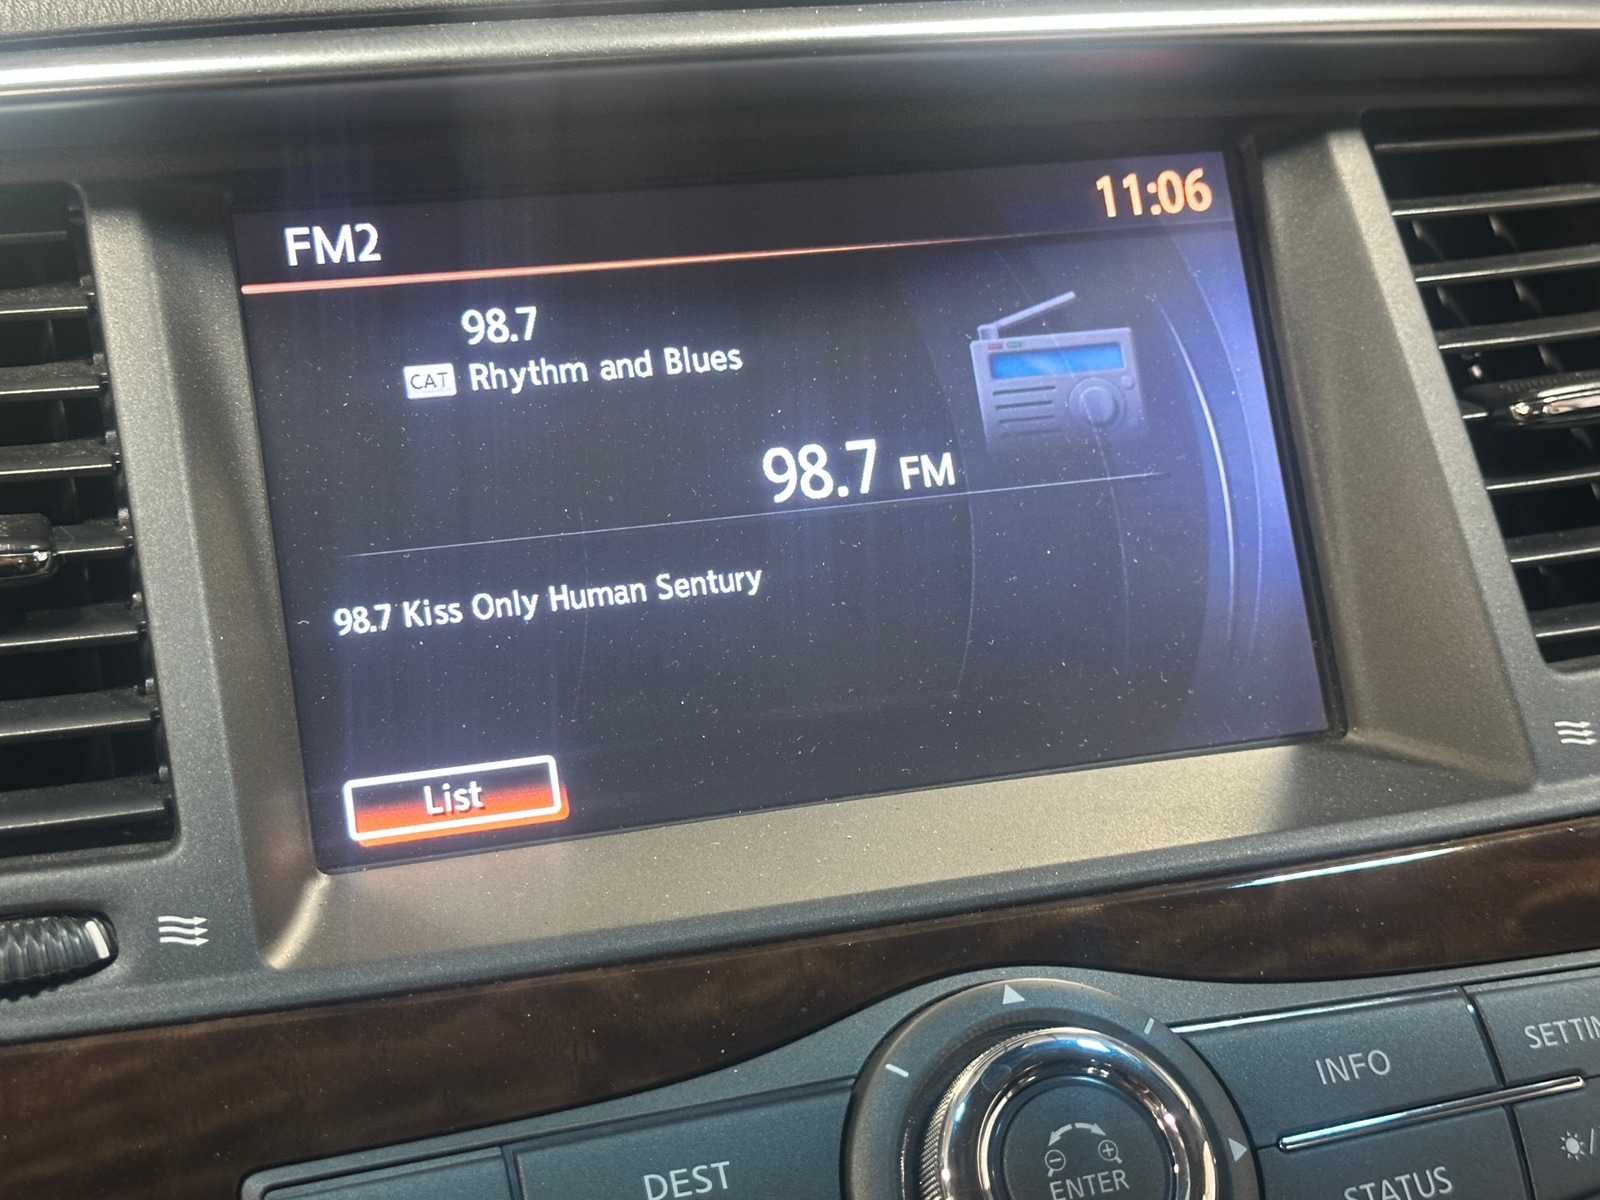 FM2
11:06
98.7
CAT Rhythm and Blues
98.7 FM
98.7 Kiss Only Human Sentury
List
INFO
SETTIN
DEST
ENTER
STATUS